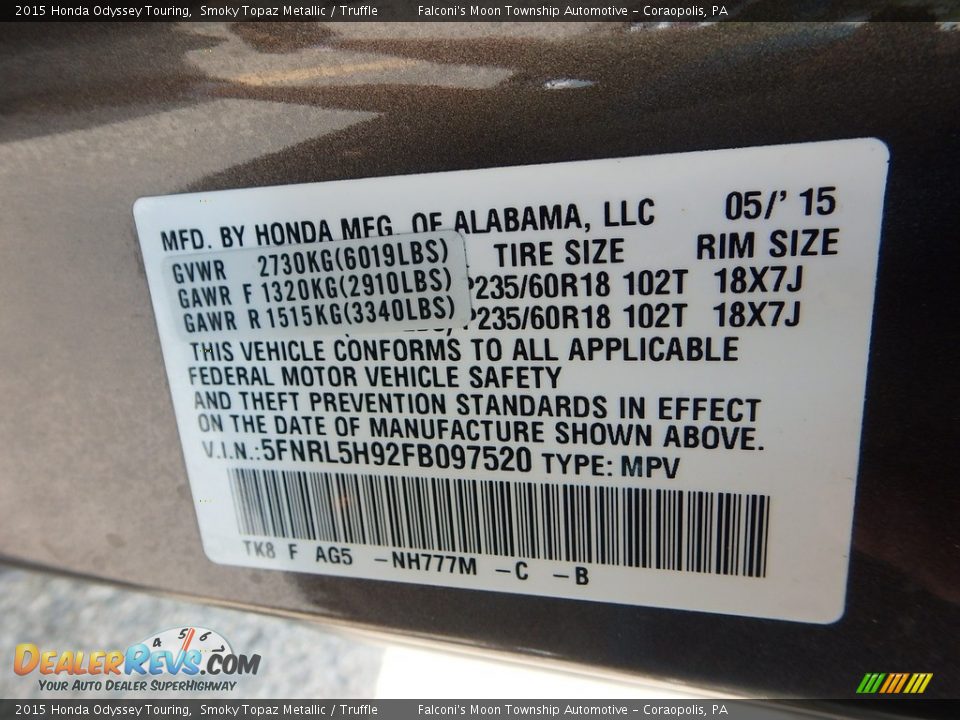 2015 Honda Odyssey Touring, Smoky Topaz Metallic / Truffle Falconi's Moon Township Automotive - Coraopolis, PA
MFD. BY HONDA MFG. OF ALABAMA, LLC 05/' 15
GVWR 2730KG(6019LBS) TIRE SIZE RIM SIZE
GAWR F 1320KG(2910LBS) P235/60R18 102T 18X7J
GAWR R 1515KG(3340LBS) P235/60R18 102T 18X7J
THIS VEHICLE CONFORMS TO ALL APPLICABLE
FEDERAL MOTOR VEHICLE SAFETY
AND THEFT PREVENTION STANDARDS IN EFFECT
ON THE DATE OF MANUFACTURE SHOWN ABOVE.
V.I.N.:5FNRL5H92FB097520 TYPE: MPV
TK8 F AG5 -NH777M -C -B
4 5 6
DEALERREVS.COM
YOUR AUTO DEALER SUPERHIGHWAY
2015 Honda Odyssey Touring, Smoky Topaz Metallic / Truffle Falconi's Moon Township Automotive - Coraopolis, PA